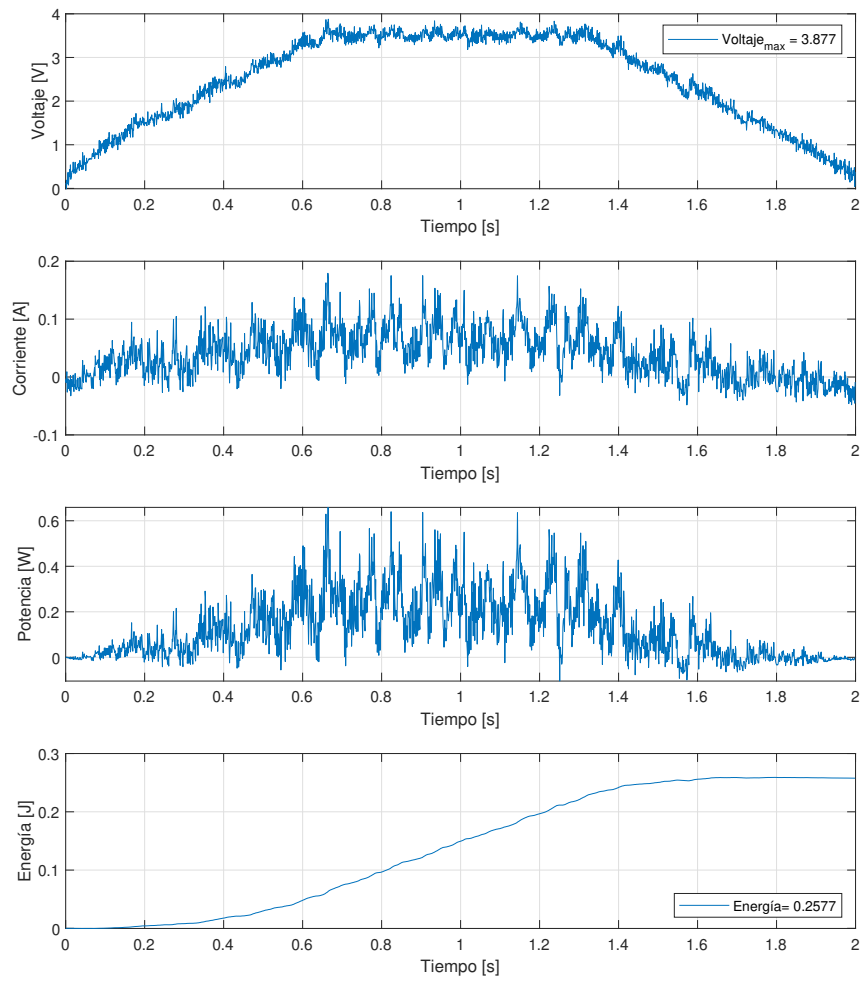 4
3
2
1
0
Voltaje [V]
Voltaje_max = 3.877
0 0.2 0.4 0.6 0.8 1 1.2 1.4 1.6 1.8 2
Tiempo [s]
0.2
0.1
0
-0.1
Corriente [A]
0 0.2 0.4 0.6 0.8 1 1.2 1.4 1.6 1.8 2
Tiempo [s]
0.6
0.4
0.2
0
Potencia [W]
0 0.2 0.4 0.6 0.8 1 1.2 1.4 1.6 1.8 2
Tiempo [s]
0.3
0.2
0.1
0
Energía [J]
Energía= 0.2577
0 0.2 0.4 0.6 0.8 1 1.2 1.4 1.6 1.8 2
Tiempo [s]